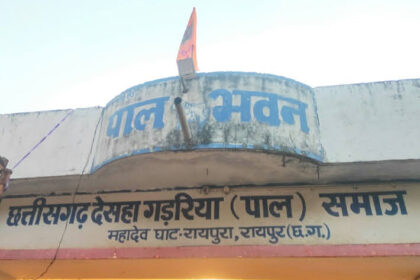 पाल भवन
छत्तीसगढ़ देसहा गड़रिया (पाल) समाज
महादेव घाट-रायपुरा, रायपुर (छ.ग.)